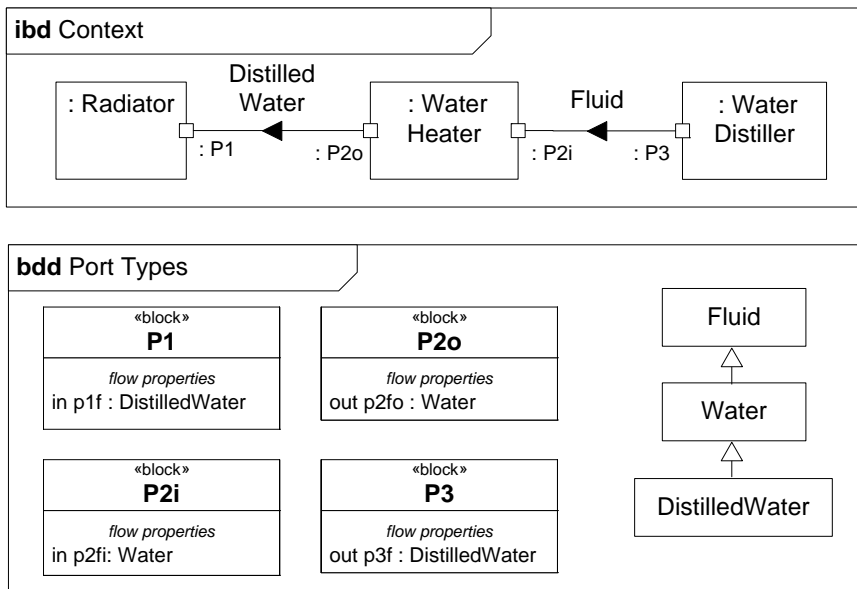 ibd Context
Distilled
Water
Fluid
: Radiator
: Water
Heater
: Water
Distiller
: P1
: P2o
: P2i
: P3
bdd Port Types
«block»
P1
flow properties
in p1f : DistilledWater
«block»
P2o
flow properties
out p2fo : Water
Fluid
Water
DistilledWater
«block»
P2i
flow properties
in p2fi: Water
«block»
P3
flow properties
out p3f : DistilledWater